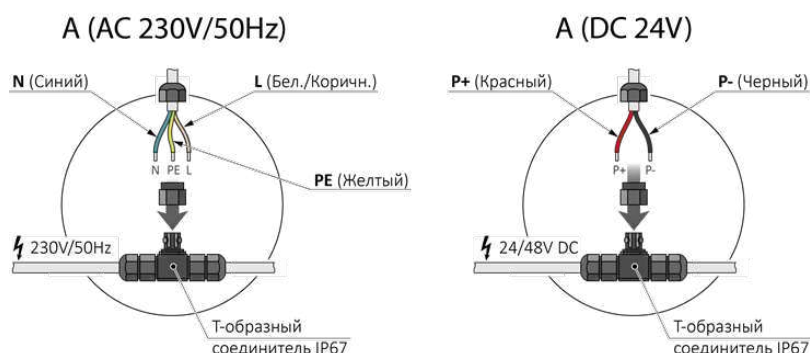 A (AC 230V/50Hz)
N (Синий)
L (Бел./Коричн.)
N PE L
PE (Желтый)
230V/50Hz
Т-образный
соединитель IP67
A (DC 24V)
P+ (Красный)
P- (Черный)
P+ P-
24/48V DC
Т-образный
соединитель IP67